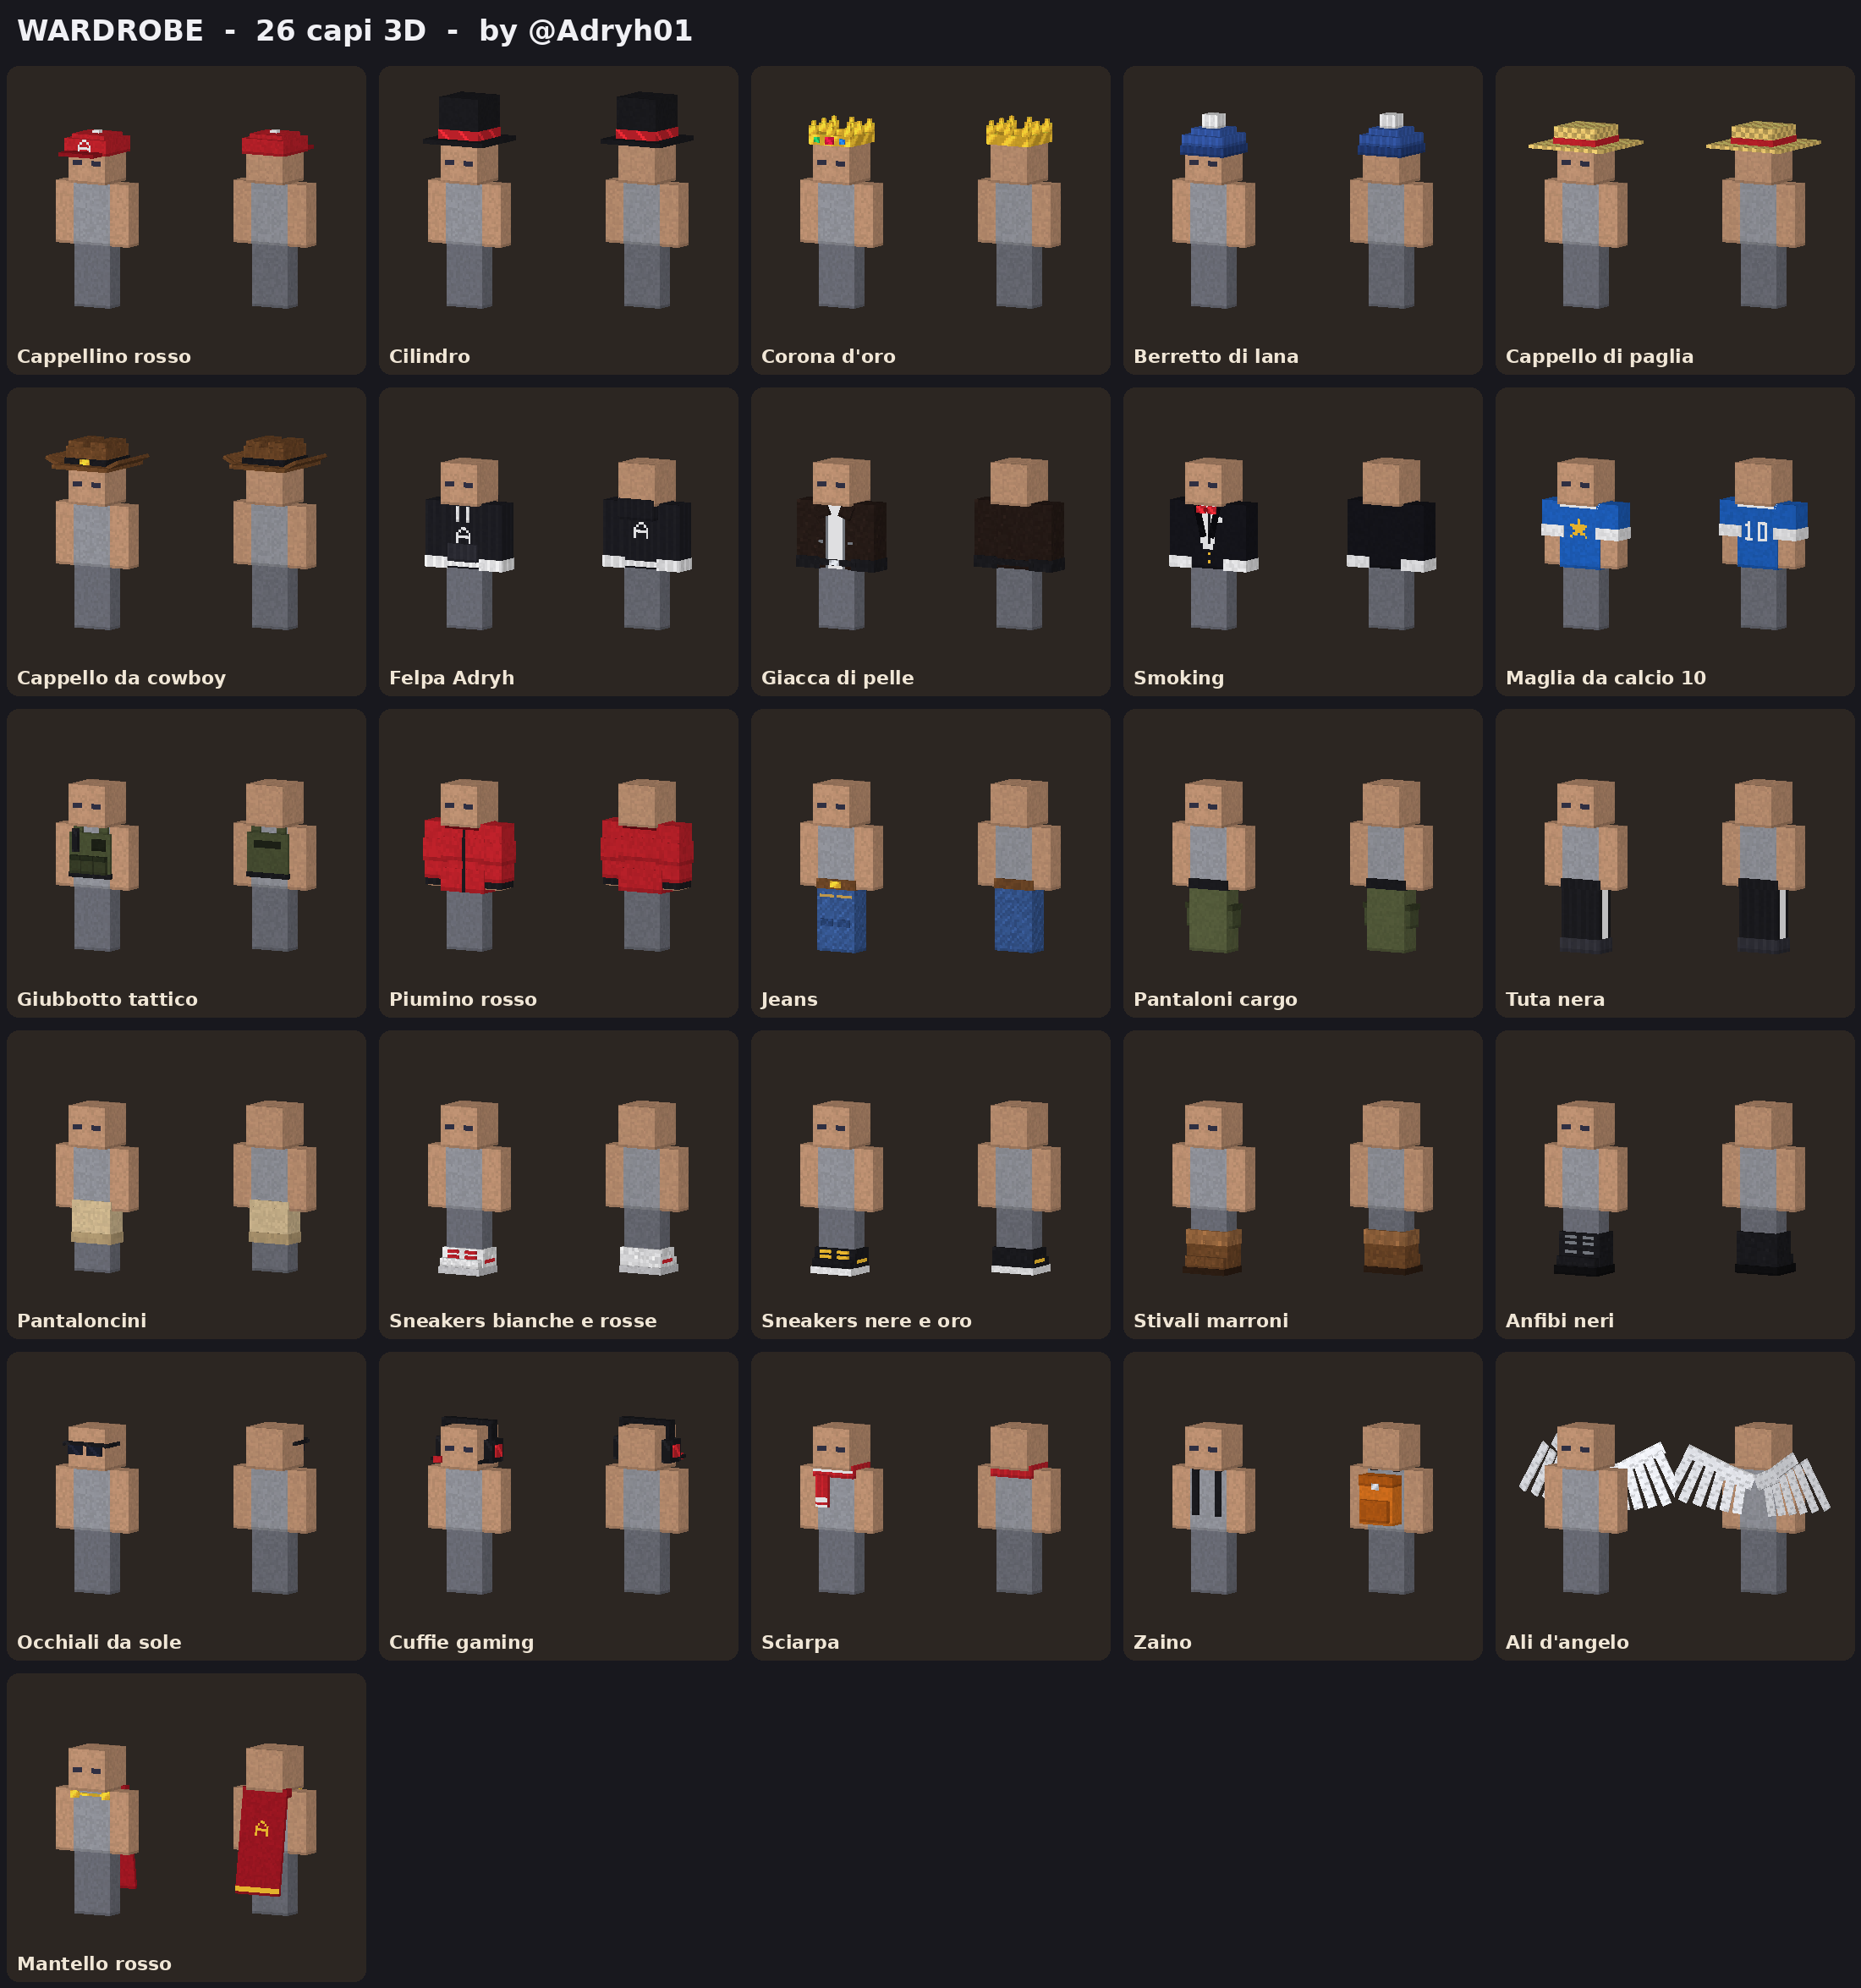 WARDROBE - 26 capi 3D - by @Adryh01
A
Cappellino rosso
Cilindro
Corona d'oro
Berretto di lana
Cappello di paglia
A
A
10
Cappello da cowboy
Felpa Adryh
Giacca di pelle
Smoking
Maglia da calcio 10
Giubbotto tattico
Piumino rosso
Jeans
Pantaloni cargo
Tuta nera
Pantaloncini
Sneakers bianche e rosse
Sneakers nere e oro
Stivali marroni
Anfibi neri
Occhiali da sole
Cuffie gaming
Sciarpa
Zaino
Ali d'angelo
A
Mantello rosso